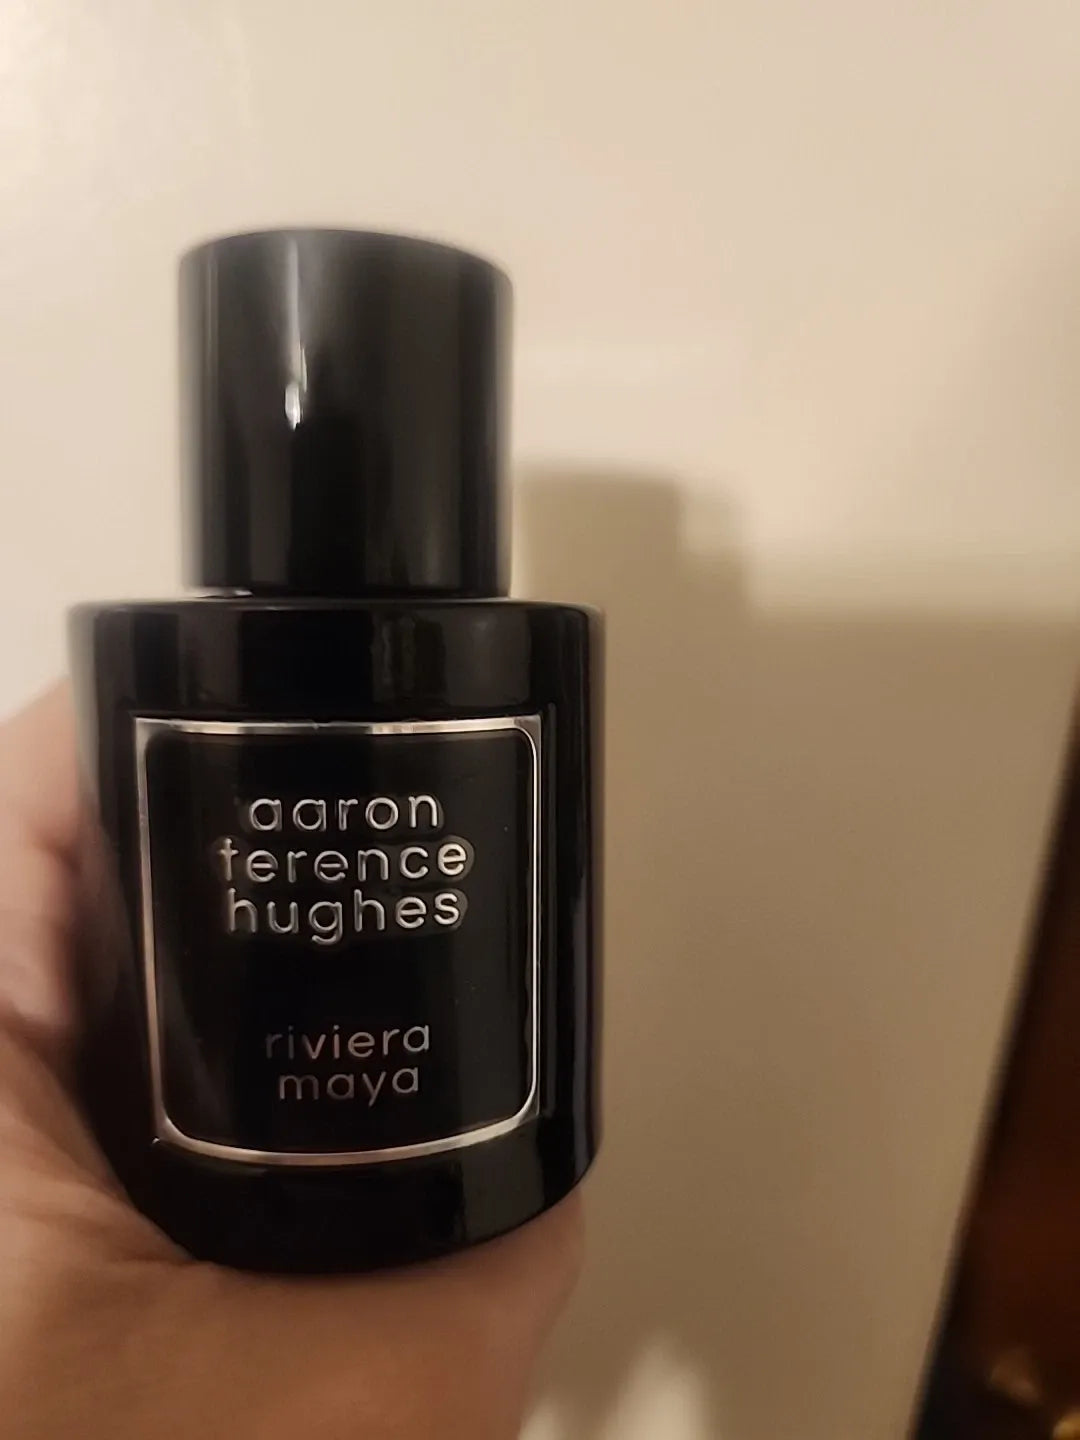 aaron
terence
hughes
riviera
maya